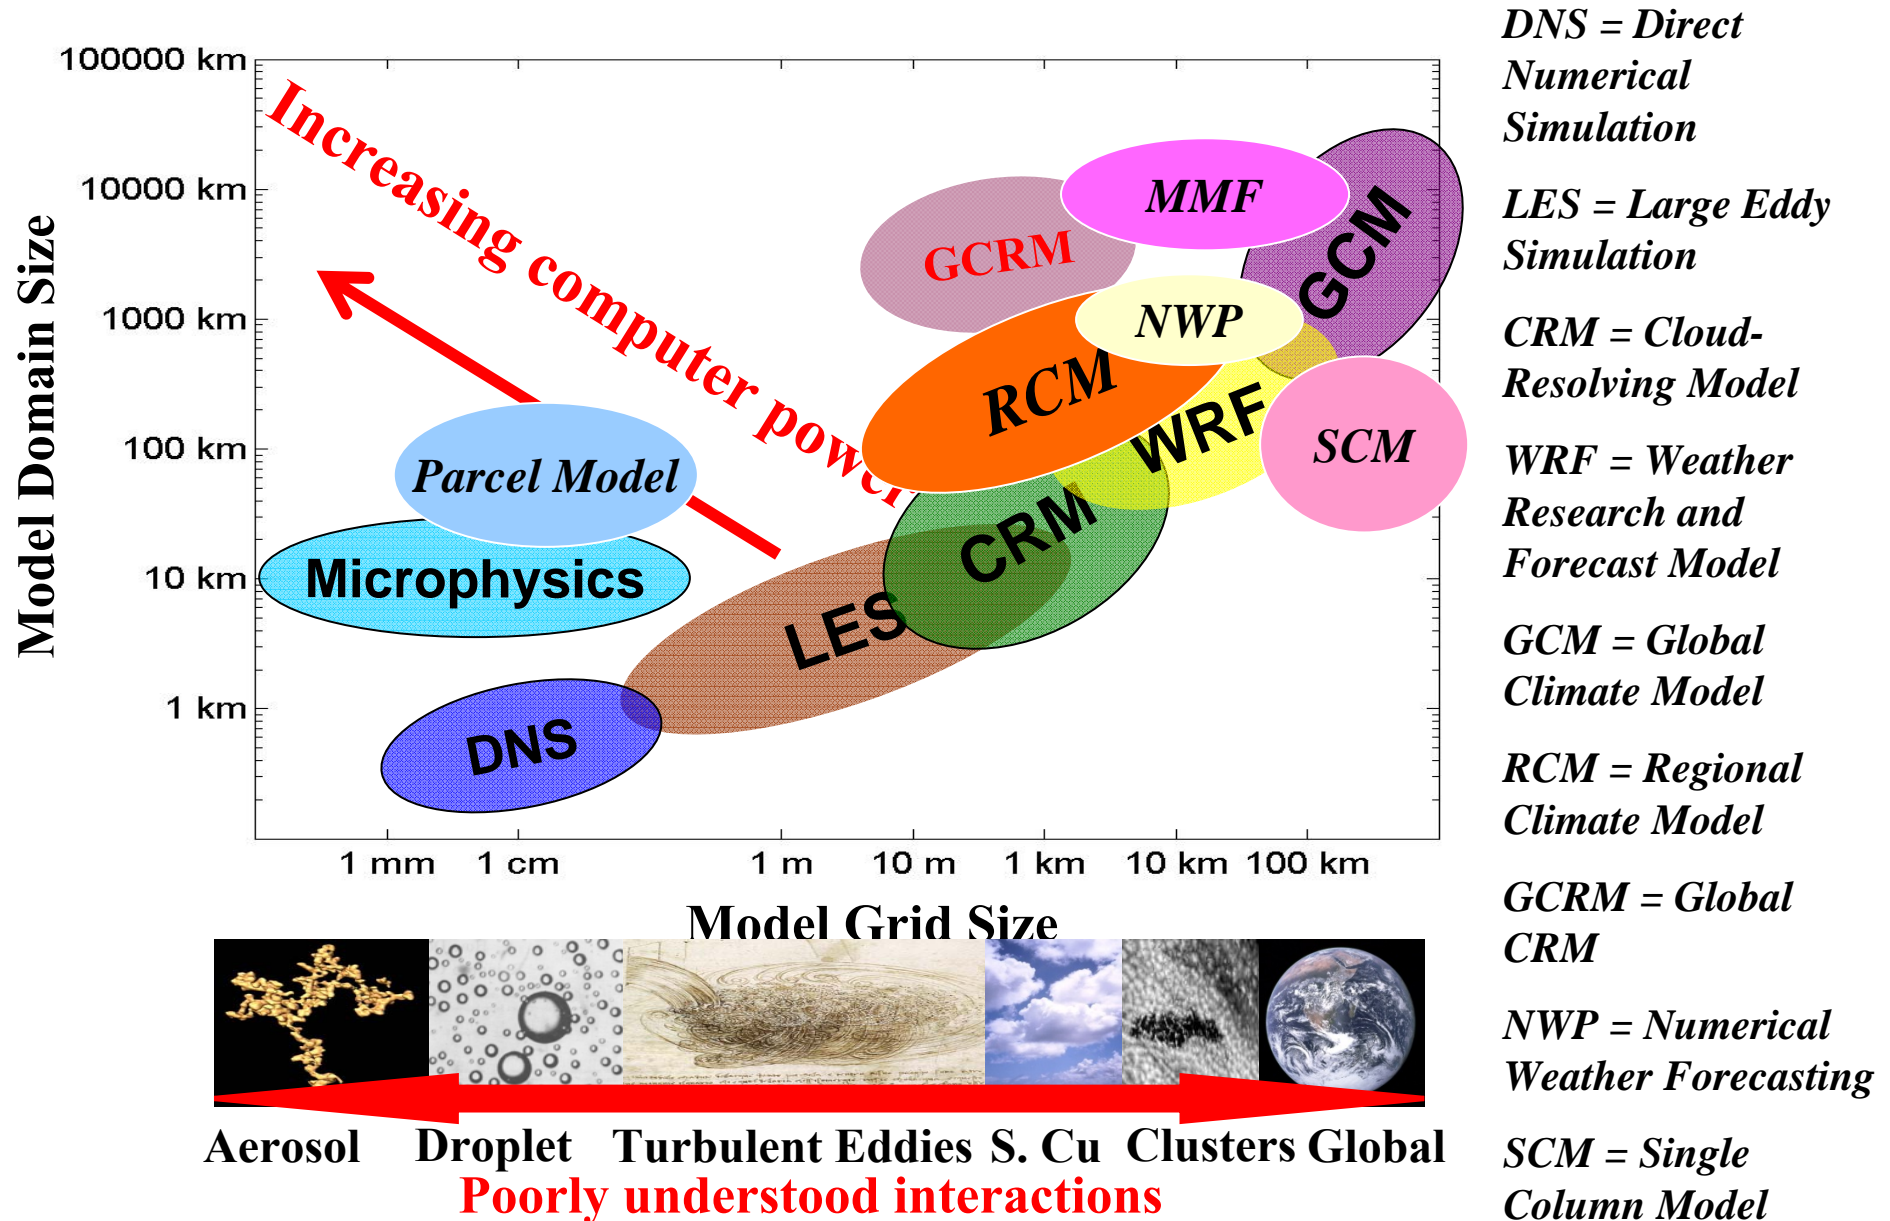 100000 km
10000 km
1000 km
100 km
10 km
1 km
Model Domain Size
Increasing computer power
MMF
GCM
GCRM
NWP
RCM
WRF
SCM
Parcel Model
CRM
Microphysics
LES
DNS
1 mm
1 cm
1 m
10 m
1 km
10 km
100 km
Model Grid Size
Aerosol
Droplet
Turbulent Eddies
S. Cu
Clusters
Global
Poorly understood interactions
DNS = Direct
Numerical
Simulation
LES = Large Eddy
Simulation
CRM = Cloud-
Resolving Model
WRF = Weather
Research and
Forecast Model
GCM = Global
Climate Model
RCM = Regional
Climate Model
GCRM = Global
CRM
NWP = Numerical
Weather Forecasting
SCM = Single
Column Model